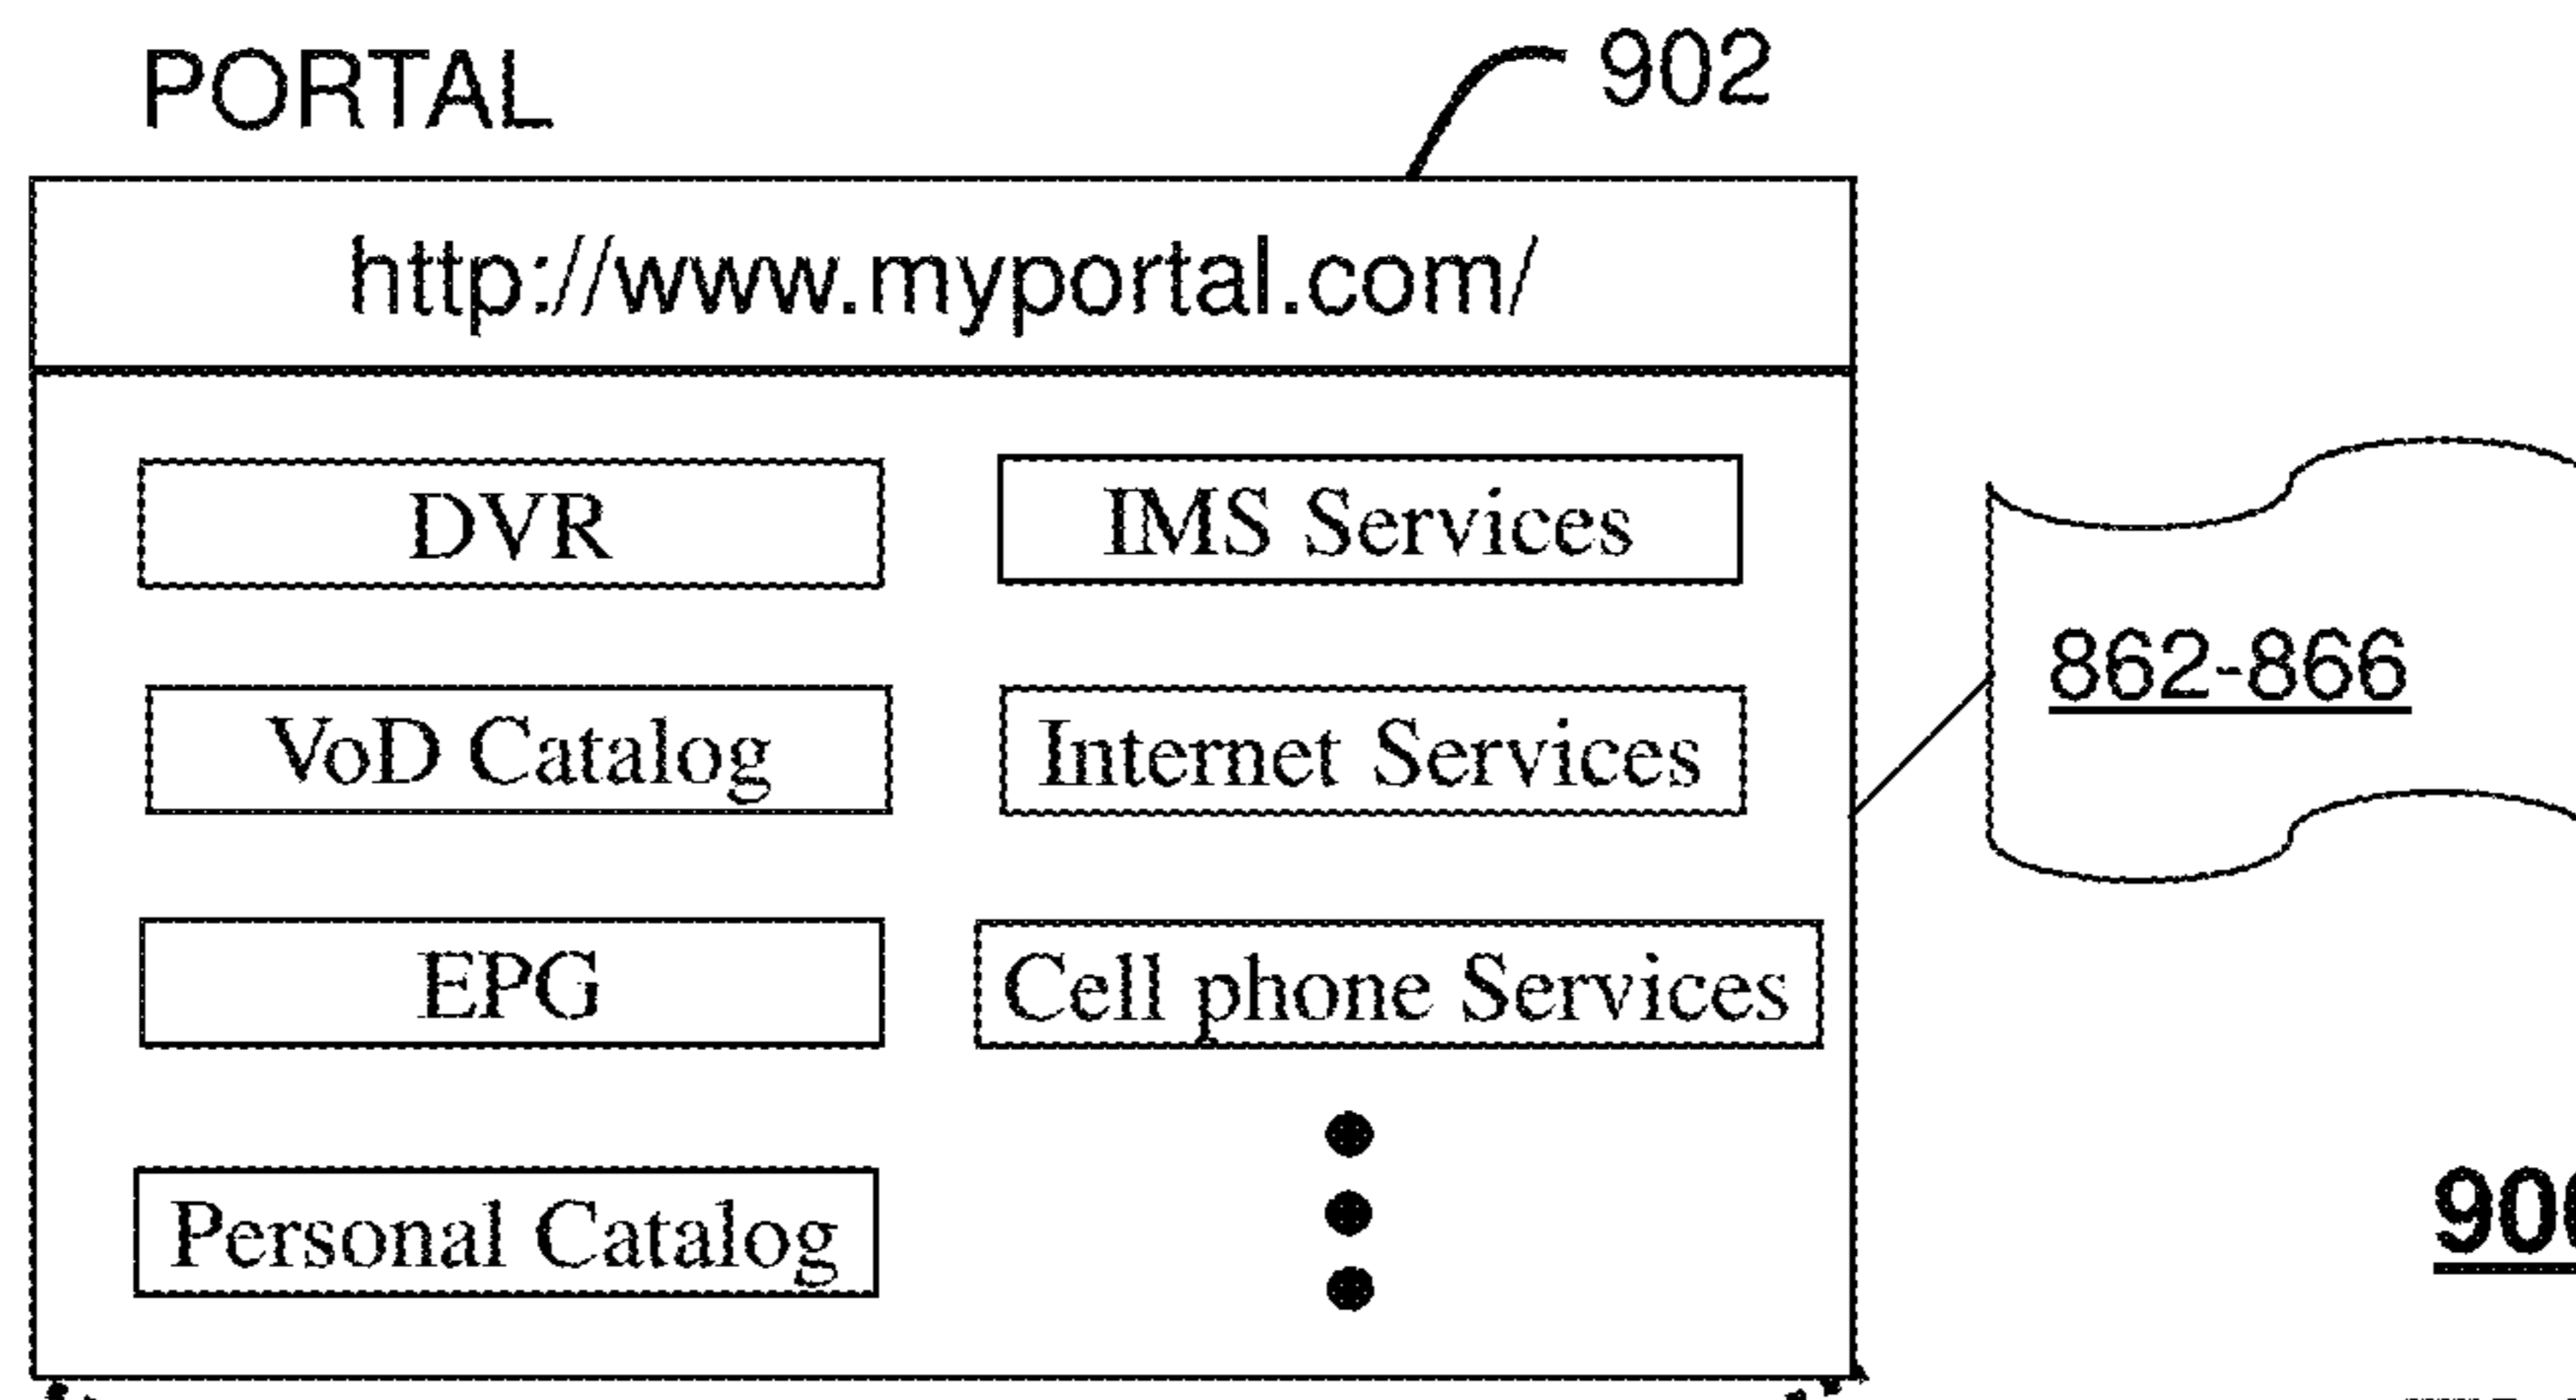 PORTAL
902
http://www.myportal.com/
DVR
IMS Services
VoD Catalog
Internet Services
862-866
EPG
Cell phone Services
Personal Catalog